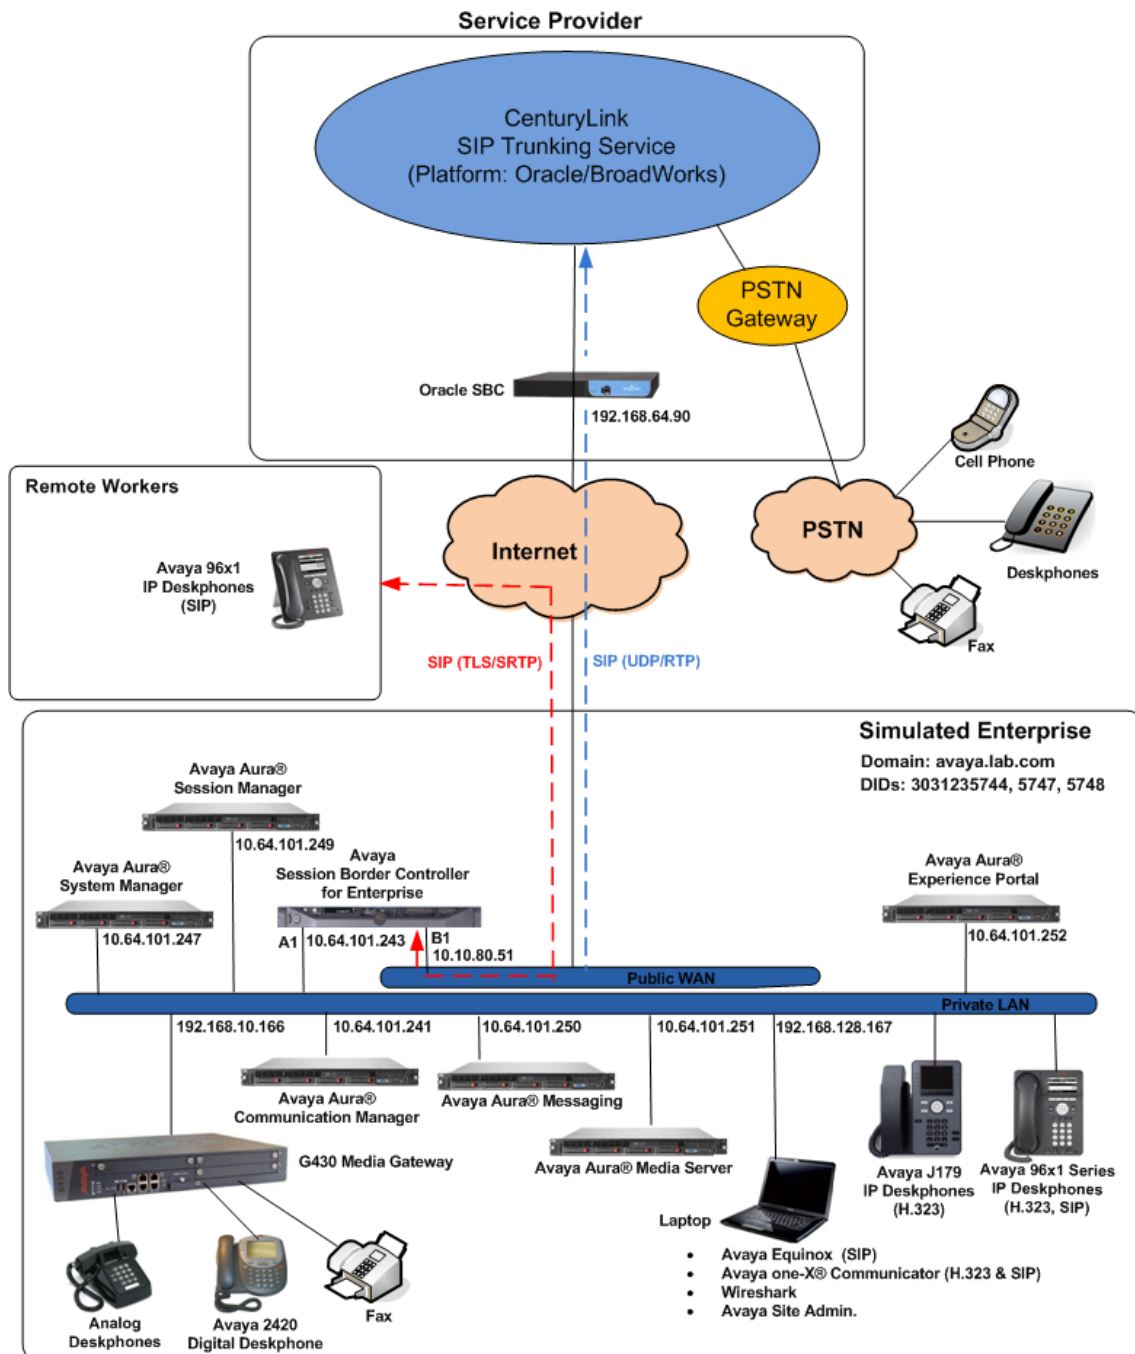 Service Provider
CenturyLink
SIP Trunking Service
(Platform: Oracle/BroadWorks)
PSTN
Gateway
Oracle SBC
192.168.64.90
Cell Phone
Remote Workers
Avaya 96x1
IP Deskphones
(SIP)
Internet
PSTN
Deskphones
Fax
SIP (TLS/SRTP)
SIP (UDP/RTP)
Simulated Enterprise
Domain: avaya.lab.com
DIDs: 3031235744, 5747, 5748
Avaya Aura®
Session Manager
10.64.101.249
Avaya Aura®
System Manager
10.64.101.247
Avaya
Session Border Controller
for Enterprise
A1
10.64.101.243
B1
10.10.80.51
Avaya Aura®
Experience Portal
10.64.101.252
Public WAN
Private LAN
192.168.10.166
10.64.101.241
10.64.101.250
10.64.101.251
192.168.128.167
Avaya Aura®
Communication Manager
Avaya Aura® Messaging
Avaya Aura® Media Server
G430 Media Gateway
Avaya J179
IP Deskphones
(H.323)
Avaya 96x1 Series
IP Deskphones
(H.323, SIP)
Laptop
• Avaya Equinox (SIP)
• Avaya one-X® Communicator (H.323 & SIP)
• Wireshark
• Avaya Site Admin.
Analog
Deskphones
Avaya 2420
Digital Deskphone
Fax